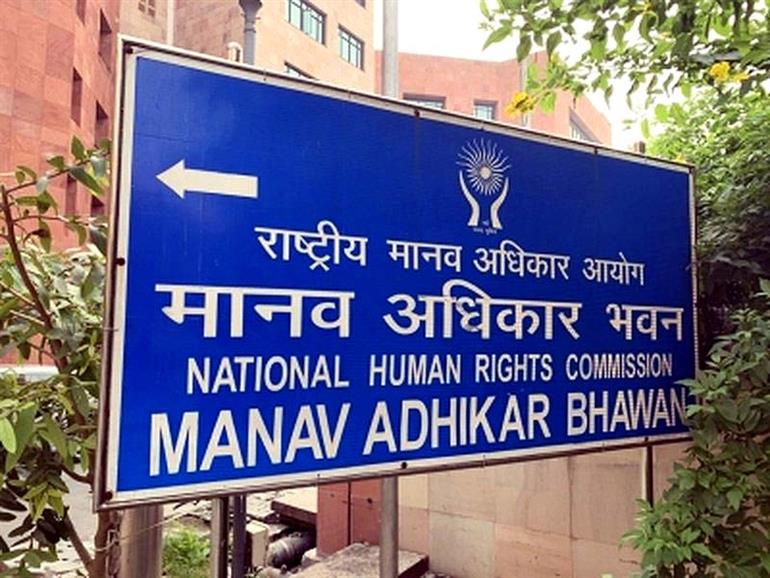 राष्ट्रीय मानव अधिकार आयोग
मानव अधिकार भवन
NATIONAL HUMAN RIGHTS COMMISSION
MANAV ADHIKAR BHAWAN